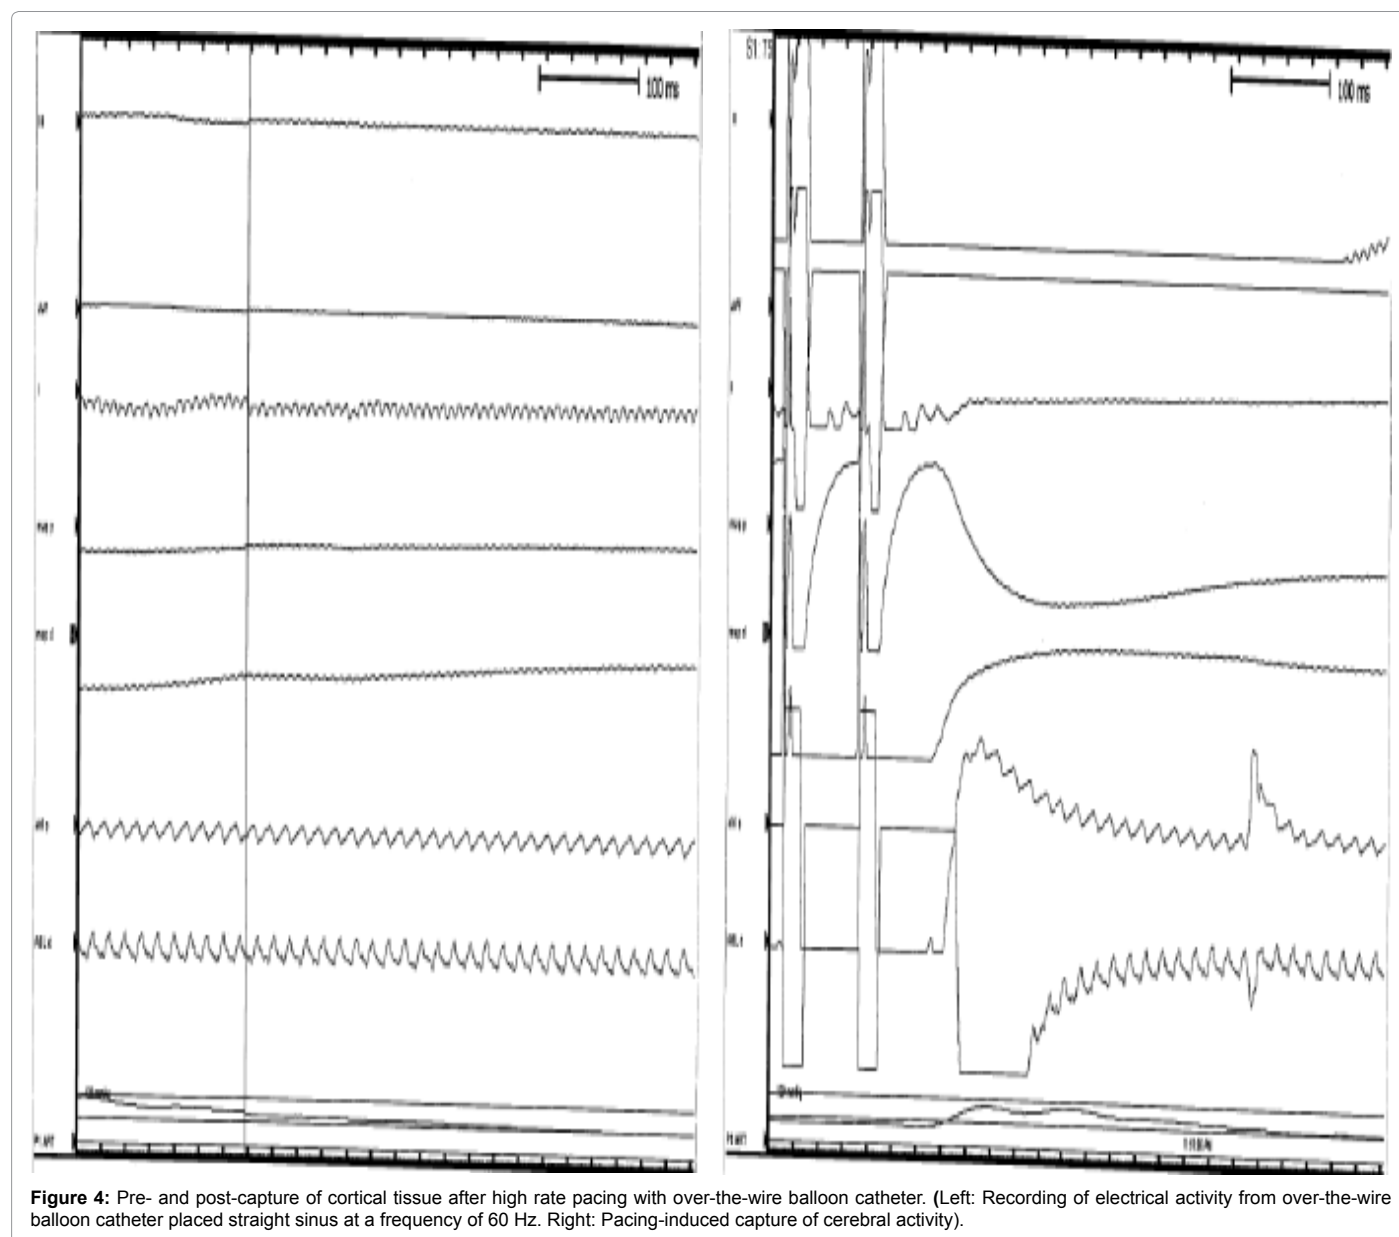 100 ms
S1:
100 ms
Figure 4: Pre- and post-capture of cortical tissue after high rate pacing with over-the-wire balloon catheter. (Left: Recording of electrical activity from over-the-wire
balloon catheter placed straight sinus at a frequency of 60 Hz. Right: Pacing-induced capture of cerebral activity).